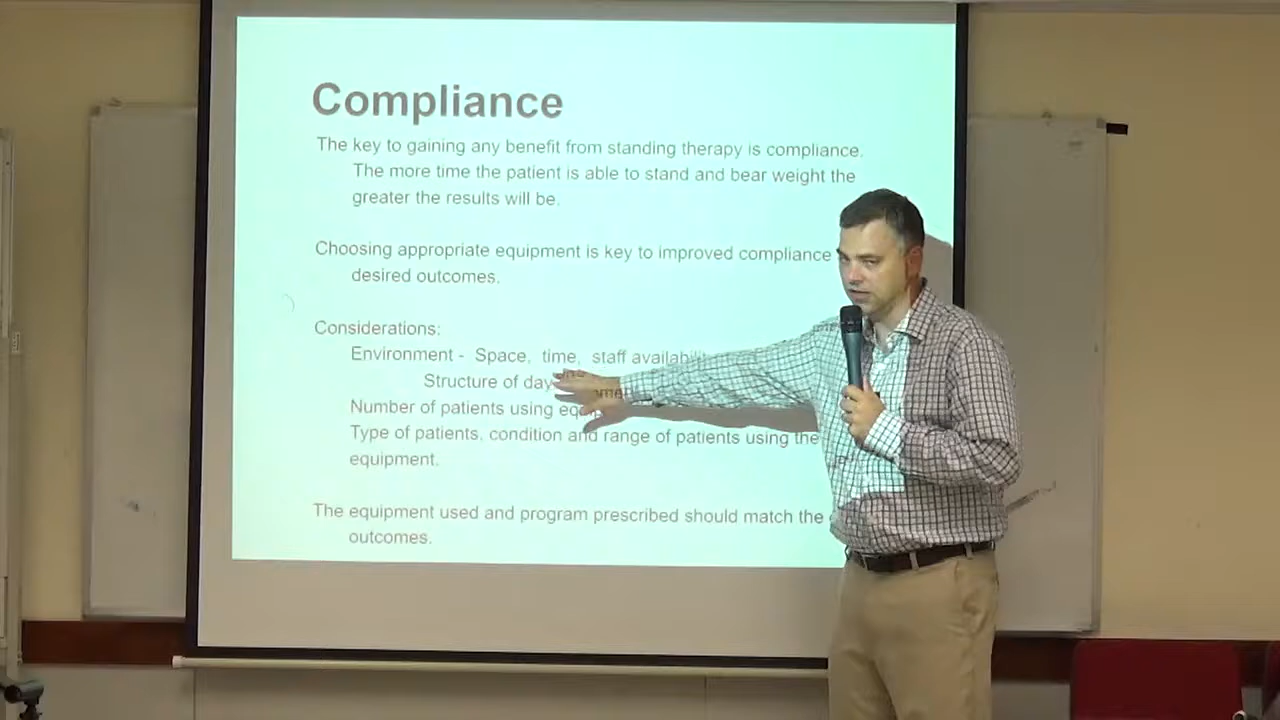 Compliance
The key to gaining any benefit from standing therapy is compliance.
The more time the patient is able to stand and bear weight the
greater the results will be.
Choosing appropriate equipment is key to improved compliance
desired outcomes.
Considerations:
Environment - Space, time, staff
Structure of day
Number of patients using
Type of patients, condition and range of patients using the
equipment.
The equipment used and program prescribed should match the
outcomes.